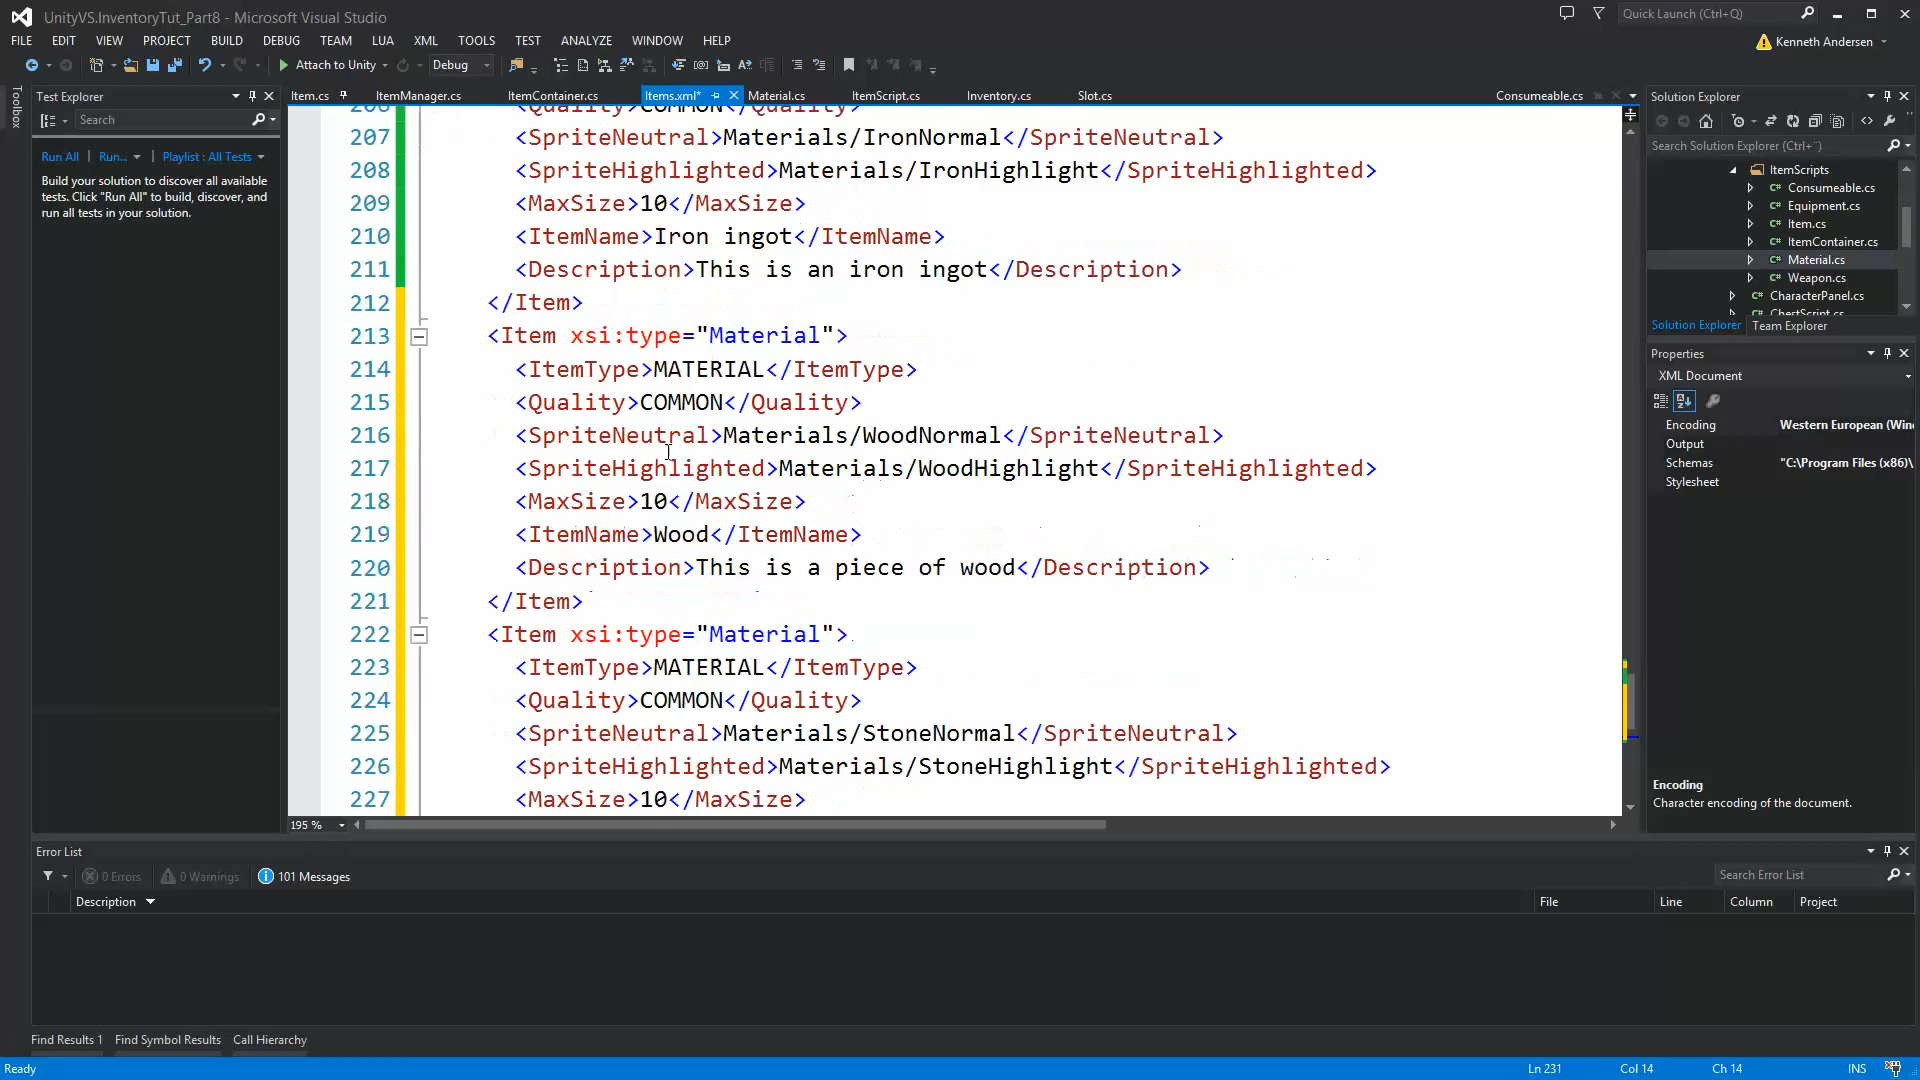 UnityVS.InventoryTut_Part8 - Microsoft Visual Studio
Quick Launch (Ctrl+Q)
FILE EDIT VIEW PROJECT BUILD DEBUG TEAM LUA XML TOOLS TEST ANALYZE WINDOW HELP
Kenneth Andersen
Attach to Unity
Debug
Toolbox
Test Explorer
Search
Run All
Run...
Playlist : All Tests
Build your solution to discover all available
tests. Click "Run All" to build, discover, and
run all tests in your solution.
Item.cs ItemManager.cs ItemContainer.cs Items.xml* Material.cs ItemScript.cs Inventory.cs Slot.cs Consumeable.cs
206 <Quality>COMMON</Quality>
207 <SpriteNeutral>Materials/IronNormal</SpriteNeutral>
208 <SpriteHighlighted>Materials/IronHighlight</SpriteHighlighted>
209 <MaxSize>10</MaxSize>
210 <ItemName>Iron ingot</ItemName>
211 <Description>This is an iron ingot</Description>
212 </Item>
213 <Item xsi:type="Material">
214 <ItemType>MATERIAL</ItemType>
215 <Quality>COMMON</Quality>
216 <SpriteNeutral>Materials/WoodNormal</SpriteNeutral>
217 <SpriteHighlighted>Materials/WoodHighlight</SpriteHighlighted>
218 <MaxSize>10</MaxSize>
219 <ItemName>Wood</ItemName>
220 <Description>This is a piece of wood</Description>
221 </Item>
222 <Item xsi:type="Material">
223 <ItemType>MATERIAL</ItemType>
224 <Quality>COMMON</Quality>
225 <SpriteNeutral>Materials/StoneNormal</SpriteNeutral>
226 <SpriteHighlighted>Materials/StoneHighlight</SpriteHighlighted>
227 <MaxSize>10</MaxSize>
195 %
Solution Explorer
Search Solution Explorer (Ctrl+¨)
ItemScripts
C# Consumeable.cs
C# Equipment.cs
C# Item.cs
C# ItemContainer.cs
C# Material.cs
C# Weapon.cs
C# CharacterPanel.cs
C# ChestScript.cs
Solution Explorer Team Explorer
Properties
XML Document
Encoding Western European (Win
Output
Schemas "C:\Program Files (x86)\
Stylesheet
Encoding
Character encoding of the document.
Error List
0 Errors
0 Warnings
101 Messages
Search Error List
Description File Line Column Project
Find Results 1 Find Symbol Results Call Hierarchy
Ready Ln 231 Col 14 Ch 14 INS